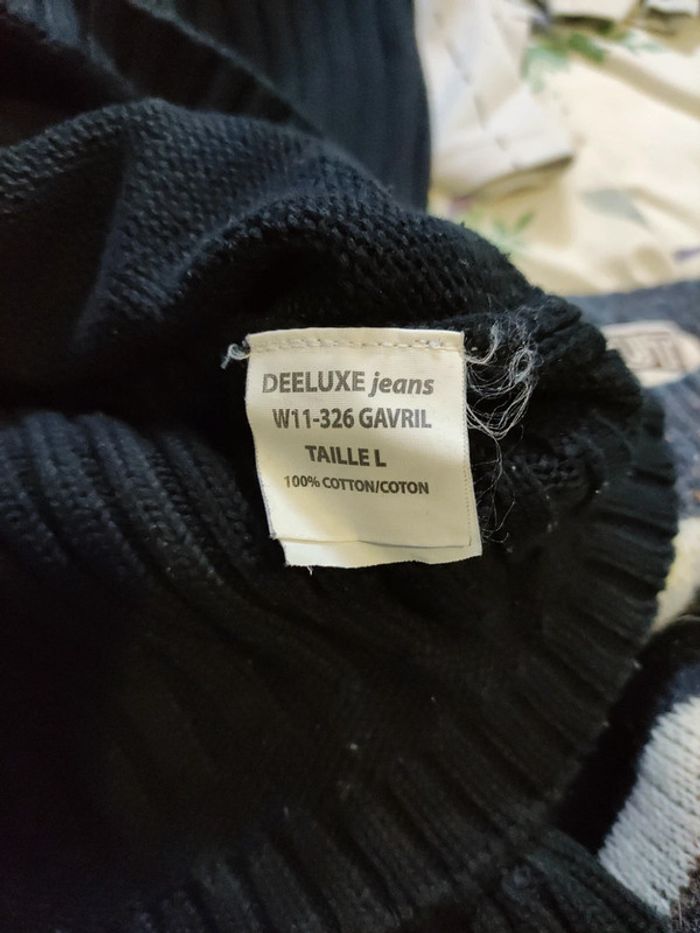 DEELUXE jeans
W11-326 GAVRIL
TAILLE L
100% COTTON/COTON